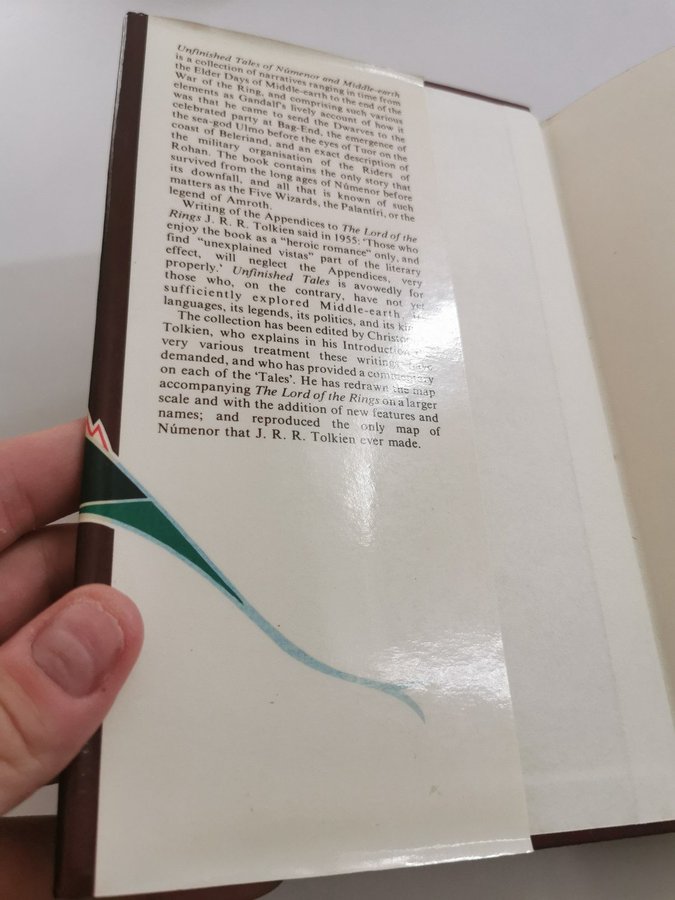 Unfinished Tales of Númenor and Middle-earth
is a collection of narratives ranging in time from
the Elder Days of Middle-earth to the end of the
War of the Ring, and comprising such various
elements as Gandalf's lively account of how it
was that he came to send the Dwarves to the
celebrated party at Bag-End, the emergence of
the sea-god Ulmo before the eyes of Tuor on the
coast of Beleriand, and an exact description of
the military organisation of the Riders of
Rohan. The book contains the only story that
survived from the long ages of Númenor before
its downfall, and all that is known of such
matters as the Five Wizards, the Palantíri, or the
legend of Amroth.
Writing of the Appendices to The Lord of the
Rings J. R. R. Tolkien said in 1955: 'Those who
enjoy the book as a "heroic romance" only, and
find "unexplained vistas" part of the literary
effect, will neglect the Appendices, very
properly.' Unfinished Tales is avowedly for
those who, on the contrary, have not yet
sufficiently explored Middle-earth,
languages, its legends, its politics, and its
The collection has been edited by
Tolkien, who explains in his Introduction
very various treatment these writings
demanded, and who has provided a commentary
on each of the 'Tales'. He has redrawn the map
accompanying The Lord of the Rings on a larger
scale and with the addition of new features and
names; and reproduced the only map of
Númenor that J. R. R. Tolkien ever made.